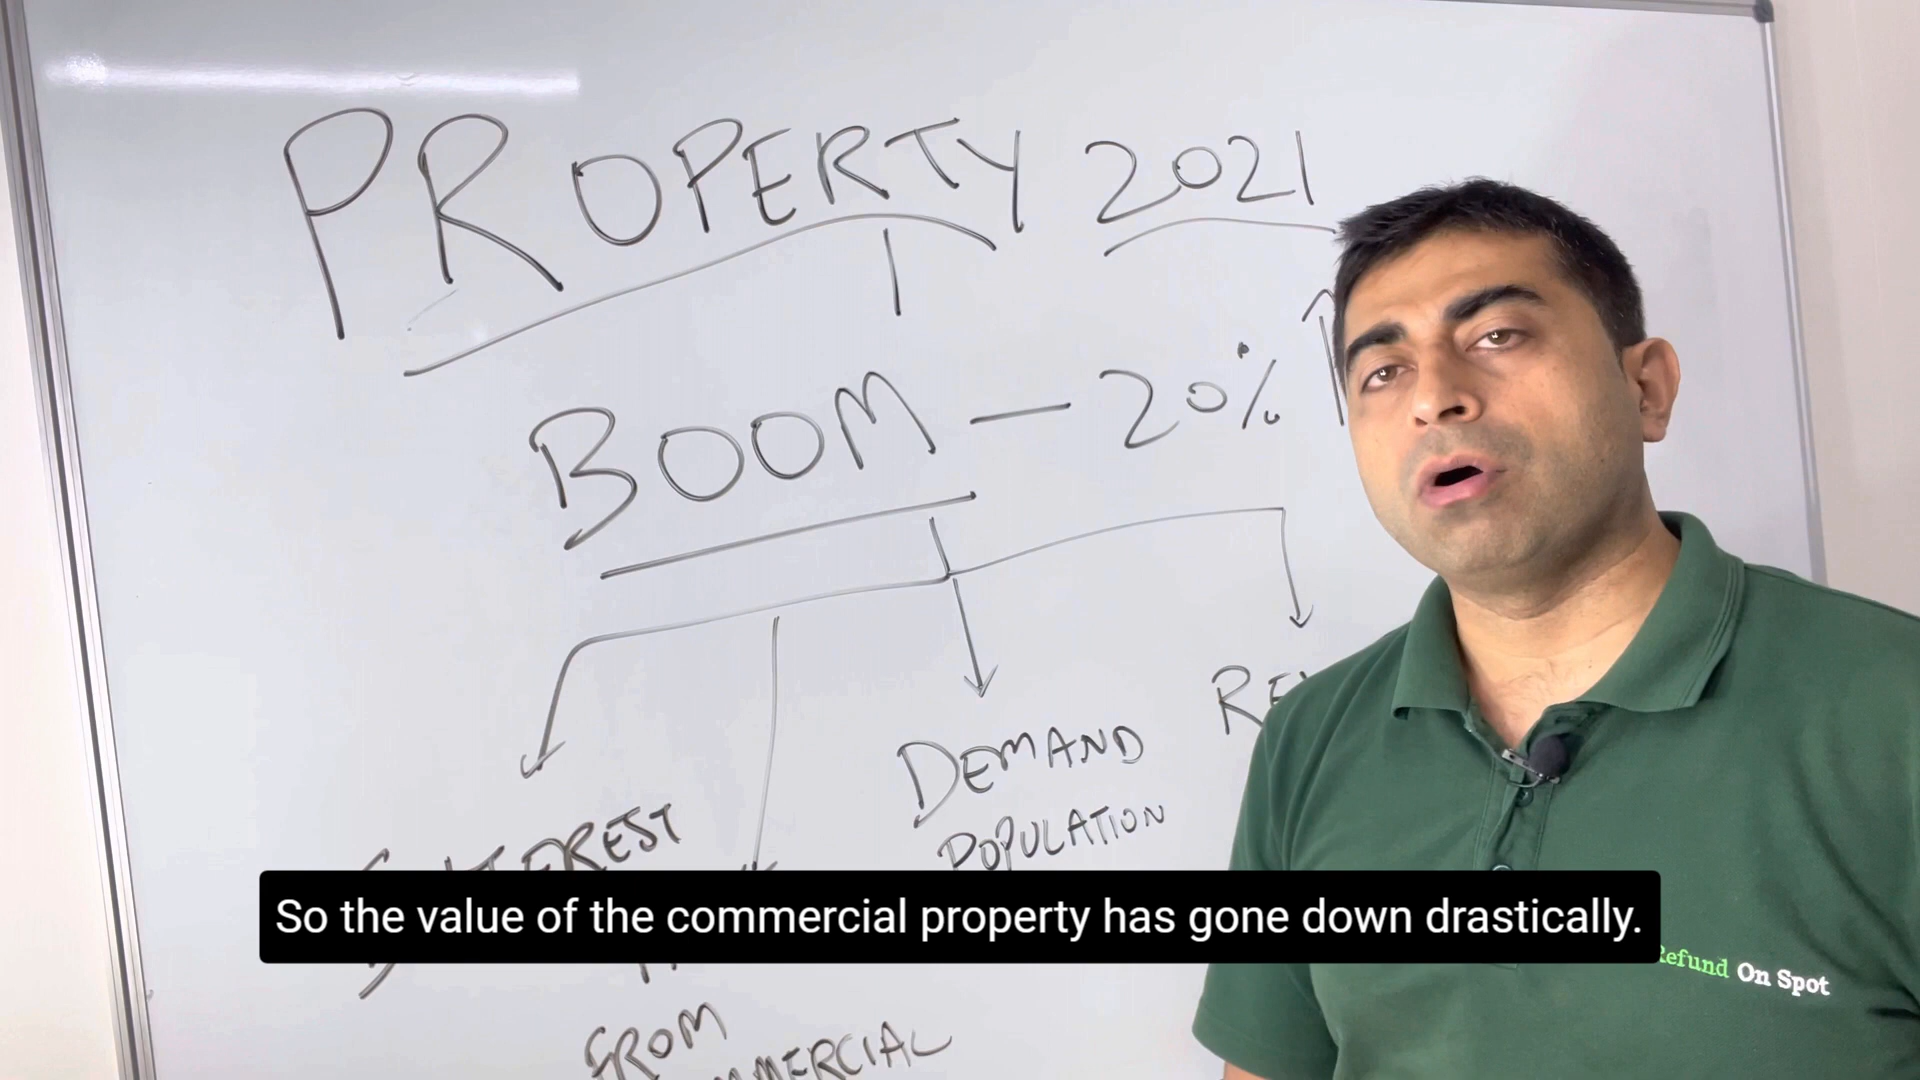 PROPERTY 2021
BOOM — 20%
INTEREST
DEMAND
POPULATION
So the value of the commercial property has gone down drastically.
FROM
Refund On Spot